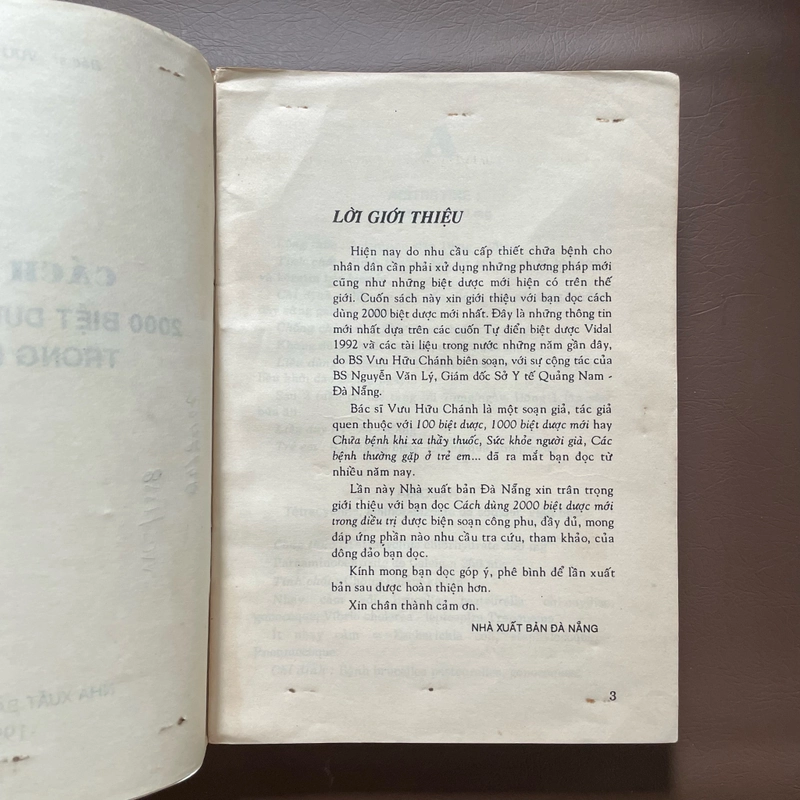 LỜI GIỚI THIỆU
Hiện nay do nhu cầu cấp thiết chữa bệnh cho
nhân dân cần phải xử dụng những phương pháp mới
cũng như những biệt dược mới hiện có trên thế
giới. Cuốn sách này xin giới thiệu với bạn đọc cách
dùng 2000 biệt dược mới nhất. Đây là những thông tin
mới nhất dựa trên các cuốn Tự điển biệt dược Vidal
1992 và các tài liệu trong nước những năm gần đây,
do BS Vưu Hữu Chánh biên soạn, với sự cộng tác của
BS Nguyễn Văn Lý, Giám đốc Sở Y tế Quảng Nam -
Đà Nẵng.
Bác sĩ Vưu Hữu Chánh là một soạn giả, tác giả
quen thuộc với 100 biệt dược, 1000 biệt dược mới hay
Chữa bệnh khi xa thầy thuốc, Sức khỏe người già, Các
bệnh thường gặp ở trẻ em... đã ra mắt bạn đọc từ
nhiều năm nay.
Lần này Nhà xuất bản Đà Nẵng xin trân trọng
giới thiệu với bạn đọc Cách dùng 2000 biệt dược mới
trong điều trị được biện soạn công phu, đầy đủ, mong
đáp ứng phần nào nhu cầu tra cứu, tham khảo, của
đông đảo bạn đọc.
Kính mong bạn đọc góp ý, phê bình để lần xuất
bản sau được hoàn thiện hơn.
Xin chân thành cảm ơn.
NHÀ XUẤT BẢN ĐÀ NẴNG
3